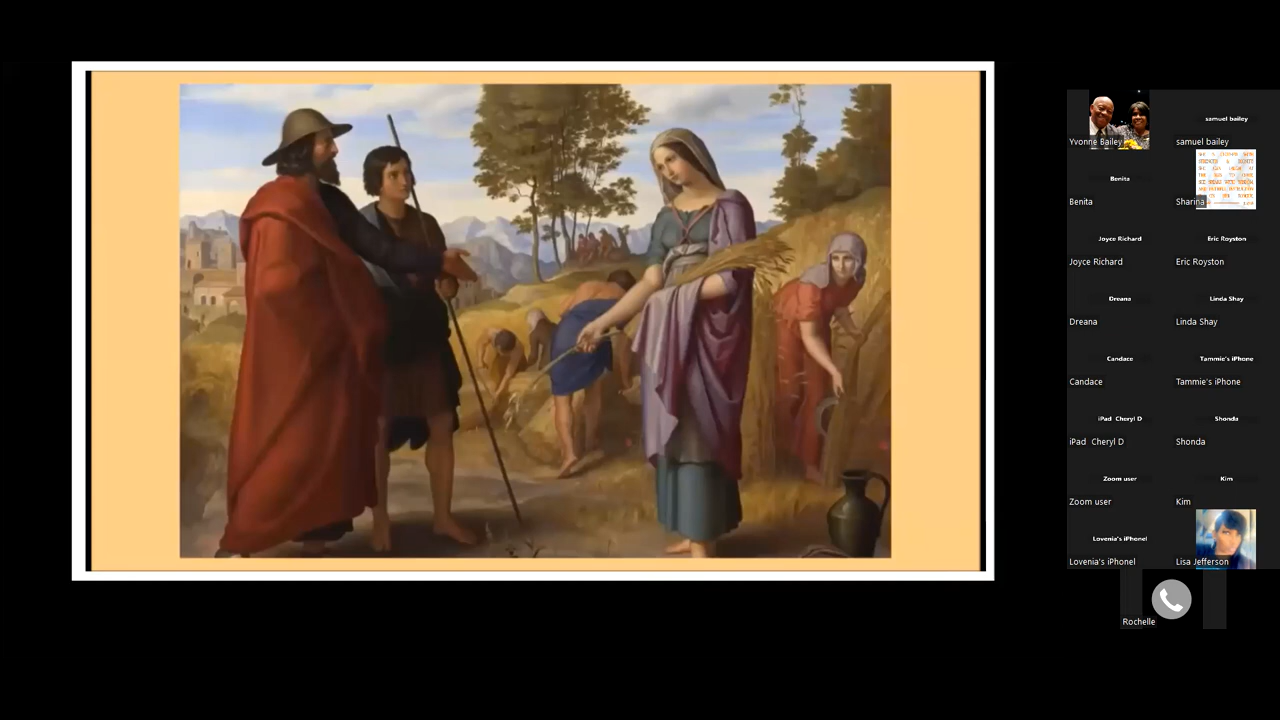 Yvonne Bailey
samuel bailey
samuel bailey
Benita
Benita
Sharina
Joyce Richard
Joyce Richard
Eric Royston
Eric Royston
Dreana
Dreana
Linda Shay
Linda Shay
Candace
Candace
Tammie's iPhone
Tammie's iPhone
iPad Cheryl D
iPad Cheryl D
Shonda
Shonda
Zoom user
Zoom user
Kim
Kim
Lovenia's iPhonel
Lovenia's iPhonel
Lisa Jefferson
Rochelle